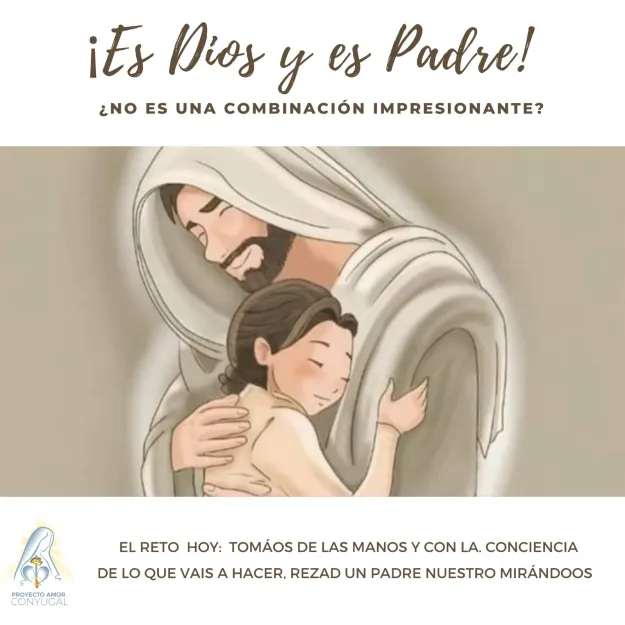 ¡Es Dios y es Padre!
¿NO ES UNA COMBINACIÓN IMPRESIONANTE?
EL RETO HOY: TOMÁOS DE LAS MANOS Y CON LA. CONCIENCIA
DE LO QUE VAIS A HACER, REZAD UN PADRE NUESTRO MIRÁNDOOS
PROYECTO AMOR
CONYUGAL